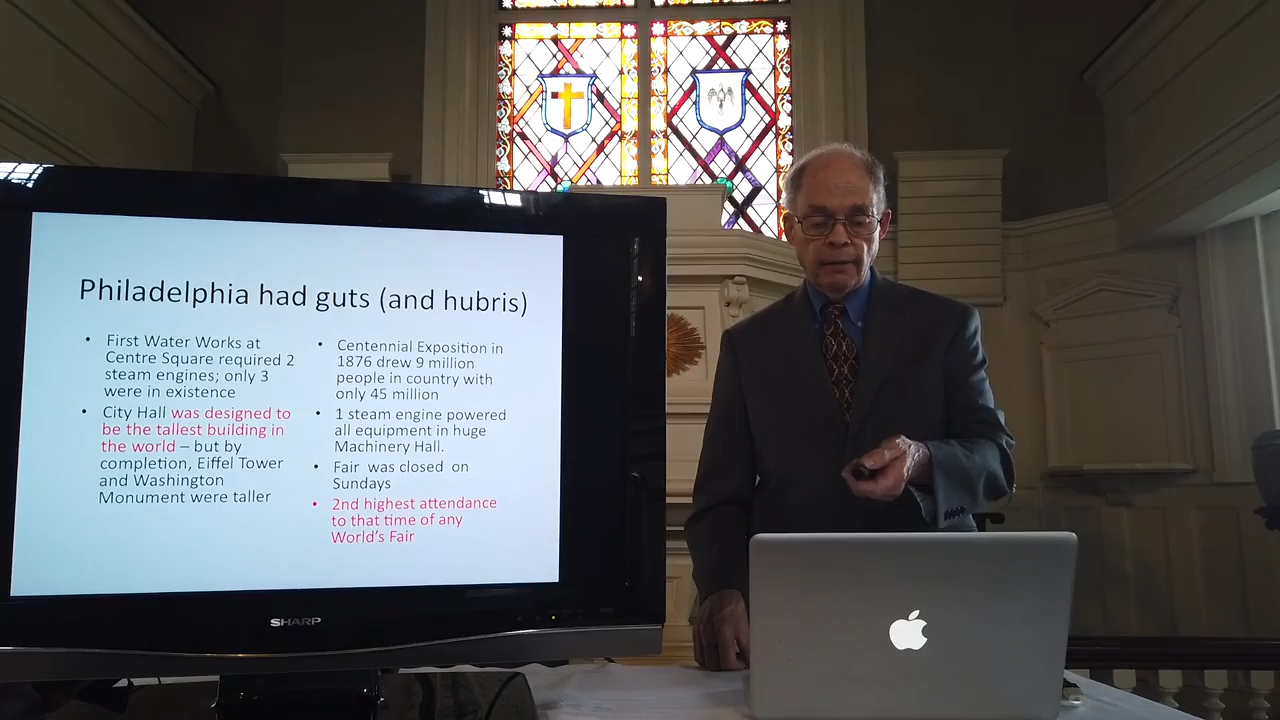 Philadelphia had guts (and hubris)
• First Water Works at
Centre Square required 2
steam engines; only 3
were in existence
• City Hall was designed to
be the tallest building in
the world – but by
completion, Eiffel Tower
and Washington
Monument were taller
• Centennial Exposition in
1876 drew 9 million
people in country with
only 45 million
• 1 steam engine powered
all equipment in huge
Machinery Hall.
• Fair was closed on
Sundays
• 2nd highest attendance
to that time of any
World's Fair
SHARP